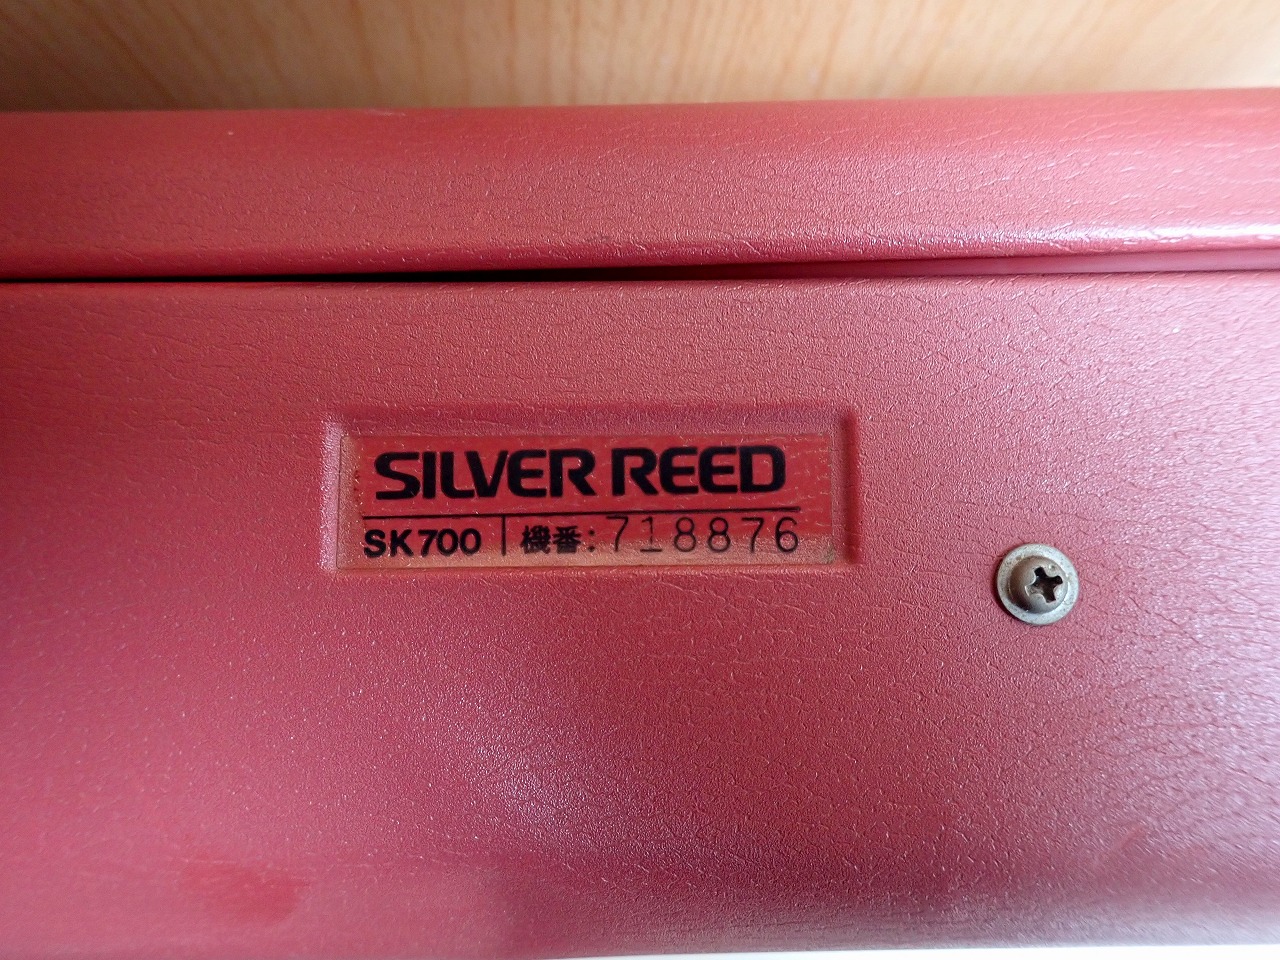 SILVER REED
SK700 | 機番: 718876